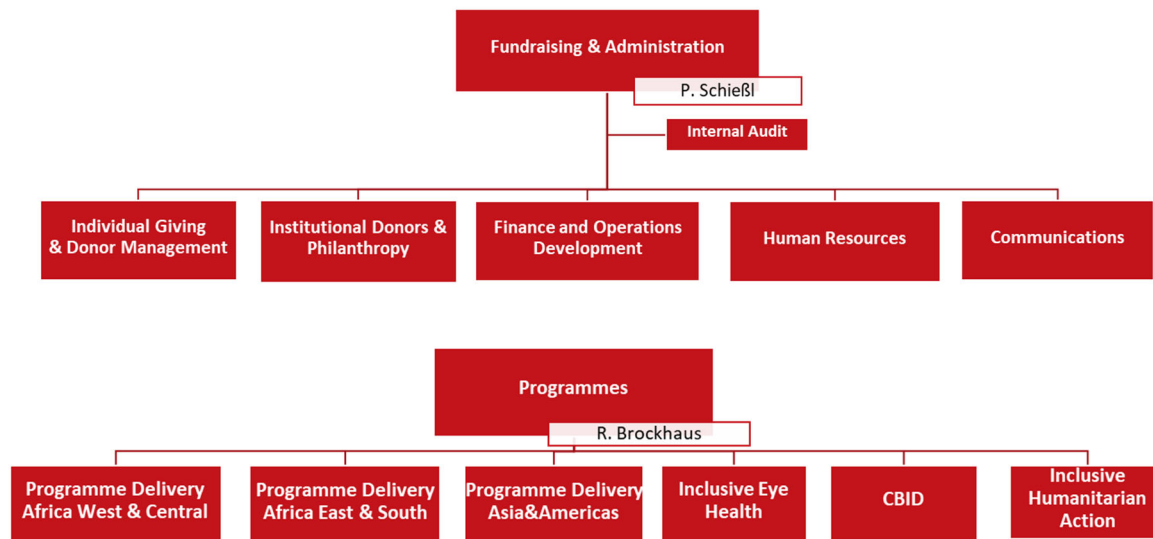 Fundraising & Administration
P. Schießl
Internal Audit
Individual Giving
& Donor Management
Institutional Donors &
Philanthropy
Finance and Operations
Development
Human Resources
Communications
Programmes
R. Brockhaus
Programme Delivery
Africa West & Central
Programme Delivery
Africa East & South
Programme Delivery
Asia&Americas
Inclusive Eye
Health
CBID
Inclusive
Humanitarian
Action